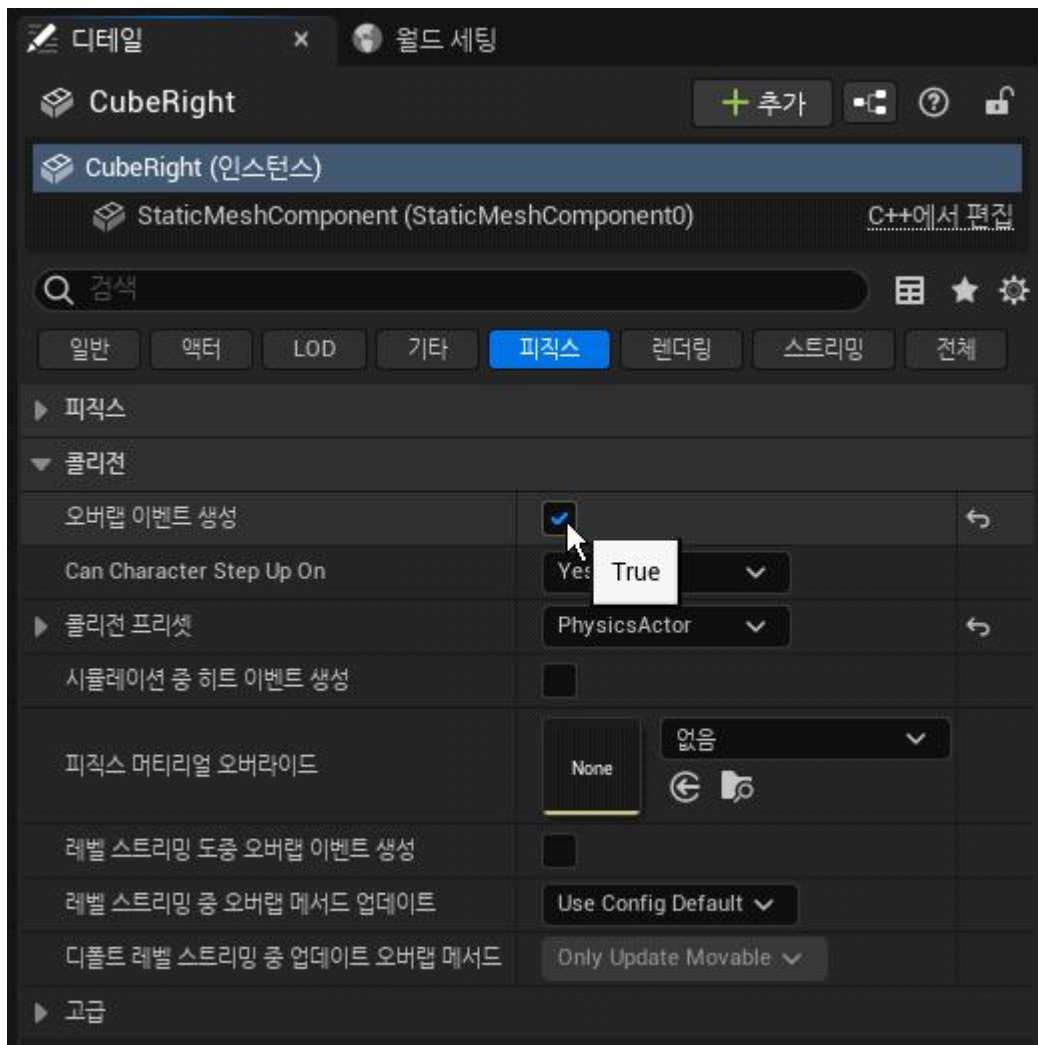 디테일 × 월드 세팅
CubeRight + 추가
CubeRight (인스턴스)
StaticMeshComponent (StaticMeshComponent0) C++에서 편집
검색
일반 액터 LOD 기타 피직스 렌더링 스트리밍 전체
피직스
콜리전
오버랩 이벤트 생성
Can Character Step Up On Yes True
콜리전 프리셋 PhysicsActor
시뮬레이션 중 히트 이벤트 생성
피직스 머티리얼 오버라이드 None 없음
레벨 스트리밍 도중 오버랩 이벤트 생성
레벨 스트리밍 중 오버랩 메서드 업데이트 Use Config Default
디폴트 레벨 스트리밍 중 업데이트 오버랩 메서드 Only Update Movable
고급